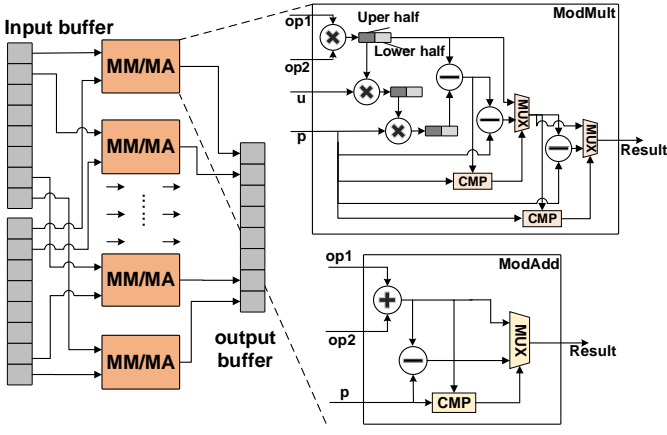 Input buffer
MM/MA
MM/MA
MM/MA
MM/MA
output
buffer
ModMult
op1
Uper half
Lower half
op2
u
p
MUX
MUX
CMP
CMP
Result
ModAdd
op1
op2
p
MUX
CMP
Result